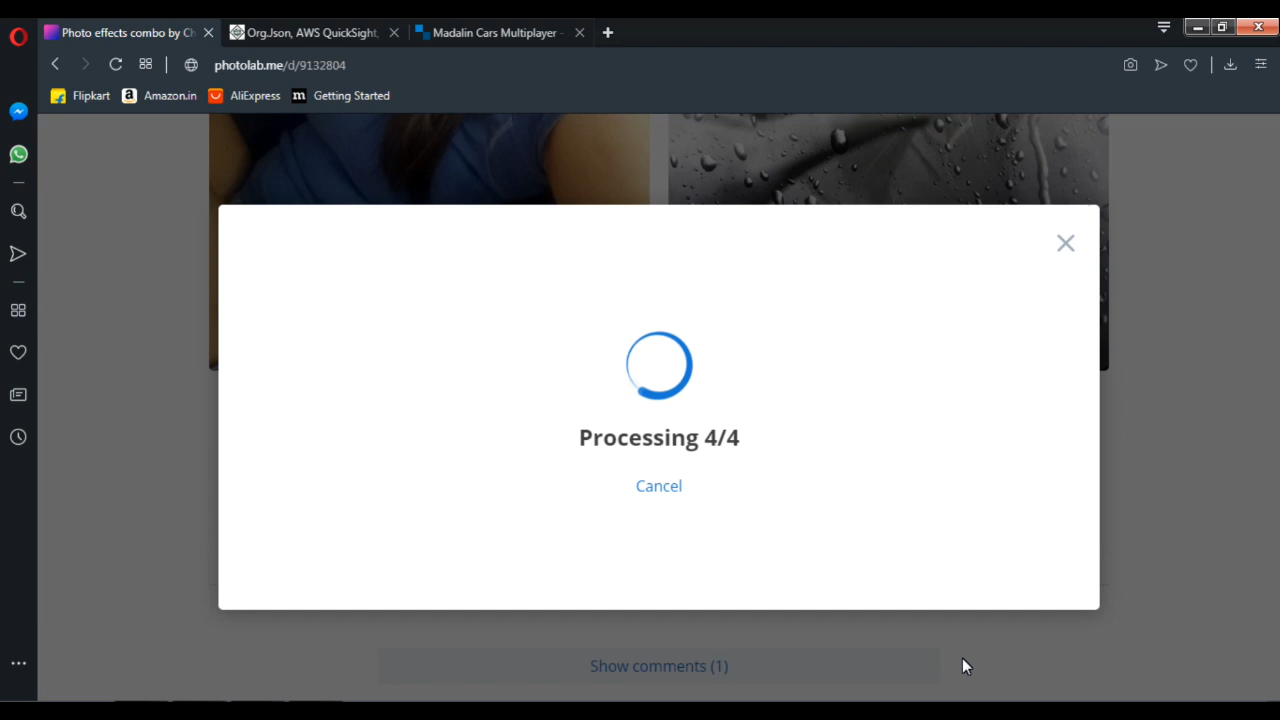 Photo effects combo by Ch
Org.Json, AWS QuickSight,
Madalin Cars Multiplayer -
photolab.me/d/9132804
Flipkart
a Amazon.in
AliExpress
m Getting Started
Processing 4/4
Cancel
Show comments (1)